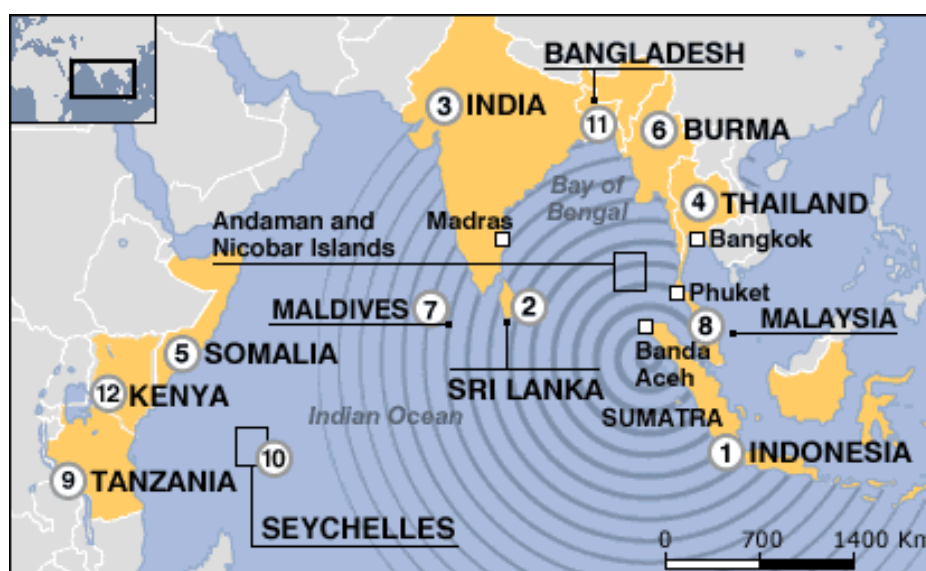 BANGLADESH
3 INDIA
11
6 BURMA
Bay of
Bengal
4 THAILAND
Andaman and
Nicobar Islands
Madras
Bangkok
Phuket
MALDIVES 7
2
8
MALAYSIA
5 SOMALIA
Banda
Aceh
SRI LANKA
12 KENYA
Indian Ocean
SUMATRA
10
1 INDONESIA
9 TANZANIA
SEYCHELLES
0 700 1400 Km